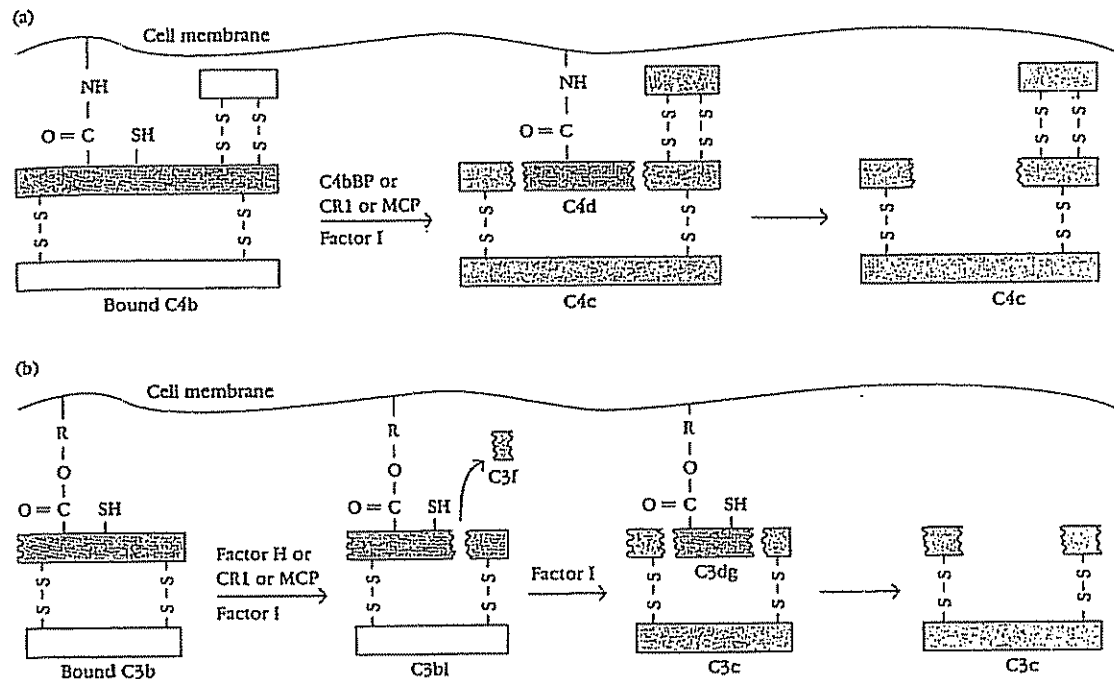 (a)
Cell membrane
NH
O = C SH
S-S S-S
S-S S-S
Bound C4b
C4bBP or
CR1 or MCP
Factor I
NH
O = C
S-S S-S
C4d
S-S S-S
C4c
S-S S-S
S-S S-S
C4c
(b)
Cell membrane
R
O
O = C SH
S-S S-S
Bound C3b
Factor H or
CR1 or MCP
Factor I
R
O
O = C SH
C3f
S-S S-S
C3bI
Factor I
R
O
O = C SH
C3dg
S-S S-S
C3c
S-S S-S
C3c